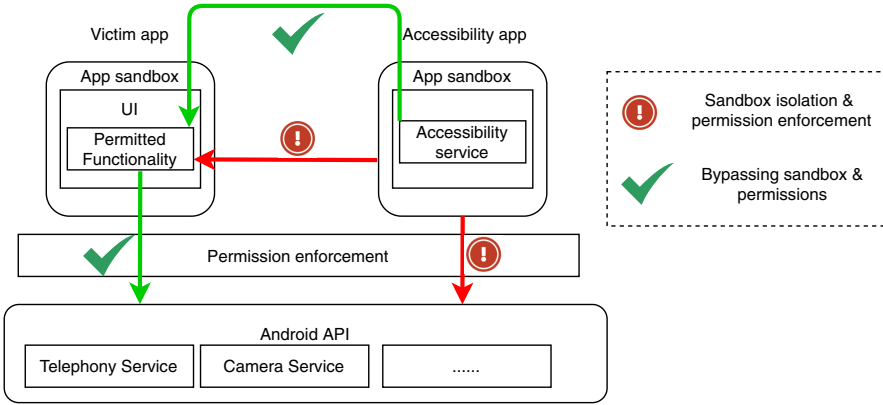 Victim app
Accessibility app
App sandbox
UI
Permitted
Functionality
App sandbox
Accessibility
service
Sandbox isolation &
permission enforcement
Bypassing sandbox &
permissions
Permission enforcement
Android API
Telephony Service
Camera Service
......